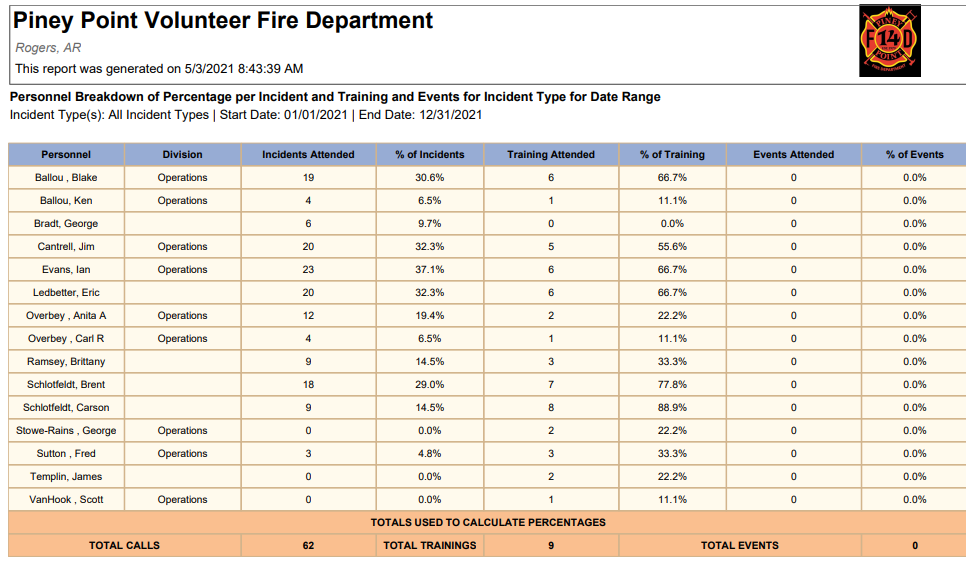 Piney Point Volunteer Fire Department
Rogers, AR
This report was generated on 5/3/2021 8:43:39 AM
PINEY
F 14 D
POINT
FIRE DEPARTMENT
Personnel Breakdown of Percentage per Incident and Training and Events for Incident Type for Date Range
Incident Type(s): All Incident Types | Start Date: 01/01/2021 | End Date: 12/31/2021
Personnel Division Incidents Attended % of Incidents Training Attended % of Training Events Attended % of Events
Ballou , Blake Operations 19 30.6% 6 66.7% 0 0.0%
Ballou, Ken Operations 4 6.5% 1 11.1% 0 0.0%
Bradt, George 6 9.7% 0 0.0% 0 0.0%
Cantrell, Jim Operations 20 32.3% 5 55.6% 0 0.0%
Evans, Ian Operations 23 37.1% 6 66.7% 0 0.0%
Ledbetter, Eric 20 32.3% 6 66.7% 0 0.0%
Overbey , Anita A Operations 12 19.4% 2 22.2% 0 0.0%
Overbey , Carl R Operations 4 6.5% 1 11.1% 0 0.0%
Ramsey, Brittany 9 14.5% 3 33.3% 0 0.0%
Schlotfeldt, Brent 18 29.0% 7 77.8% 0 0.0%
Schlotfeldt, Carson 9 14.5% 8 88.9% 0 0.0%
Stowe-Rains , George Operations 0 0.0% 2 22.2% 0 0.0%
Sutton , Fred Operations 3 4.8% 3 33.3% 0 0.0%
Templin, James 0 0.0% 2 22.2% 0 0.0%
VanHook , Scott Operations 0 0.0% 1 11.1% 0 0.0%
TOTALS USED TO CALCULATE PERCENTAGES
TOTAL CALLS 62 TOTAL TRAININGS 9 TOTAL EVENTS 0